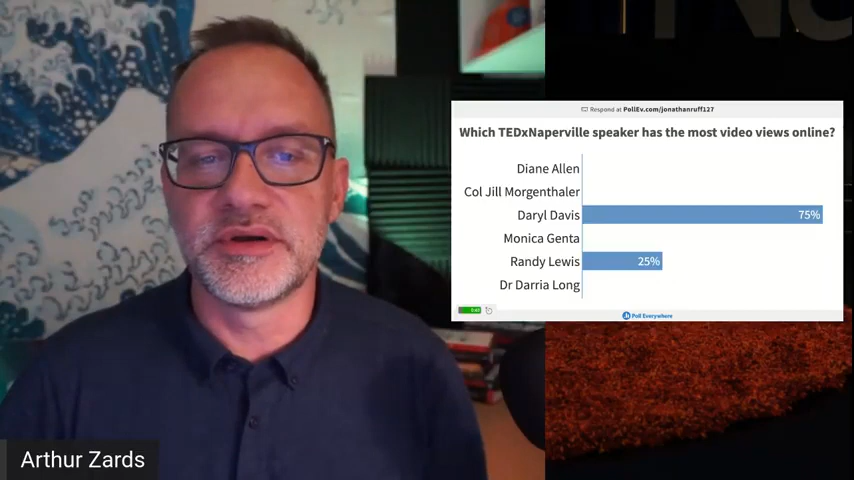 Respond at PollEv.com/jonathanruff127
Which TEDxNaperville speaker has the most video views online?
Diane Allen
Col Jill Morgenthaler
Daryl Davis
75%
Monica Genta
Randy Lewis
25%
Dr Darria Long
Poll Everywhere
Arthur Zards